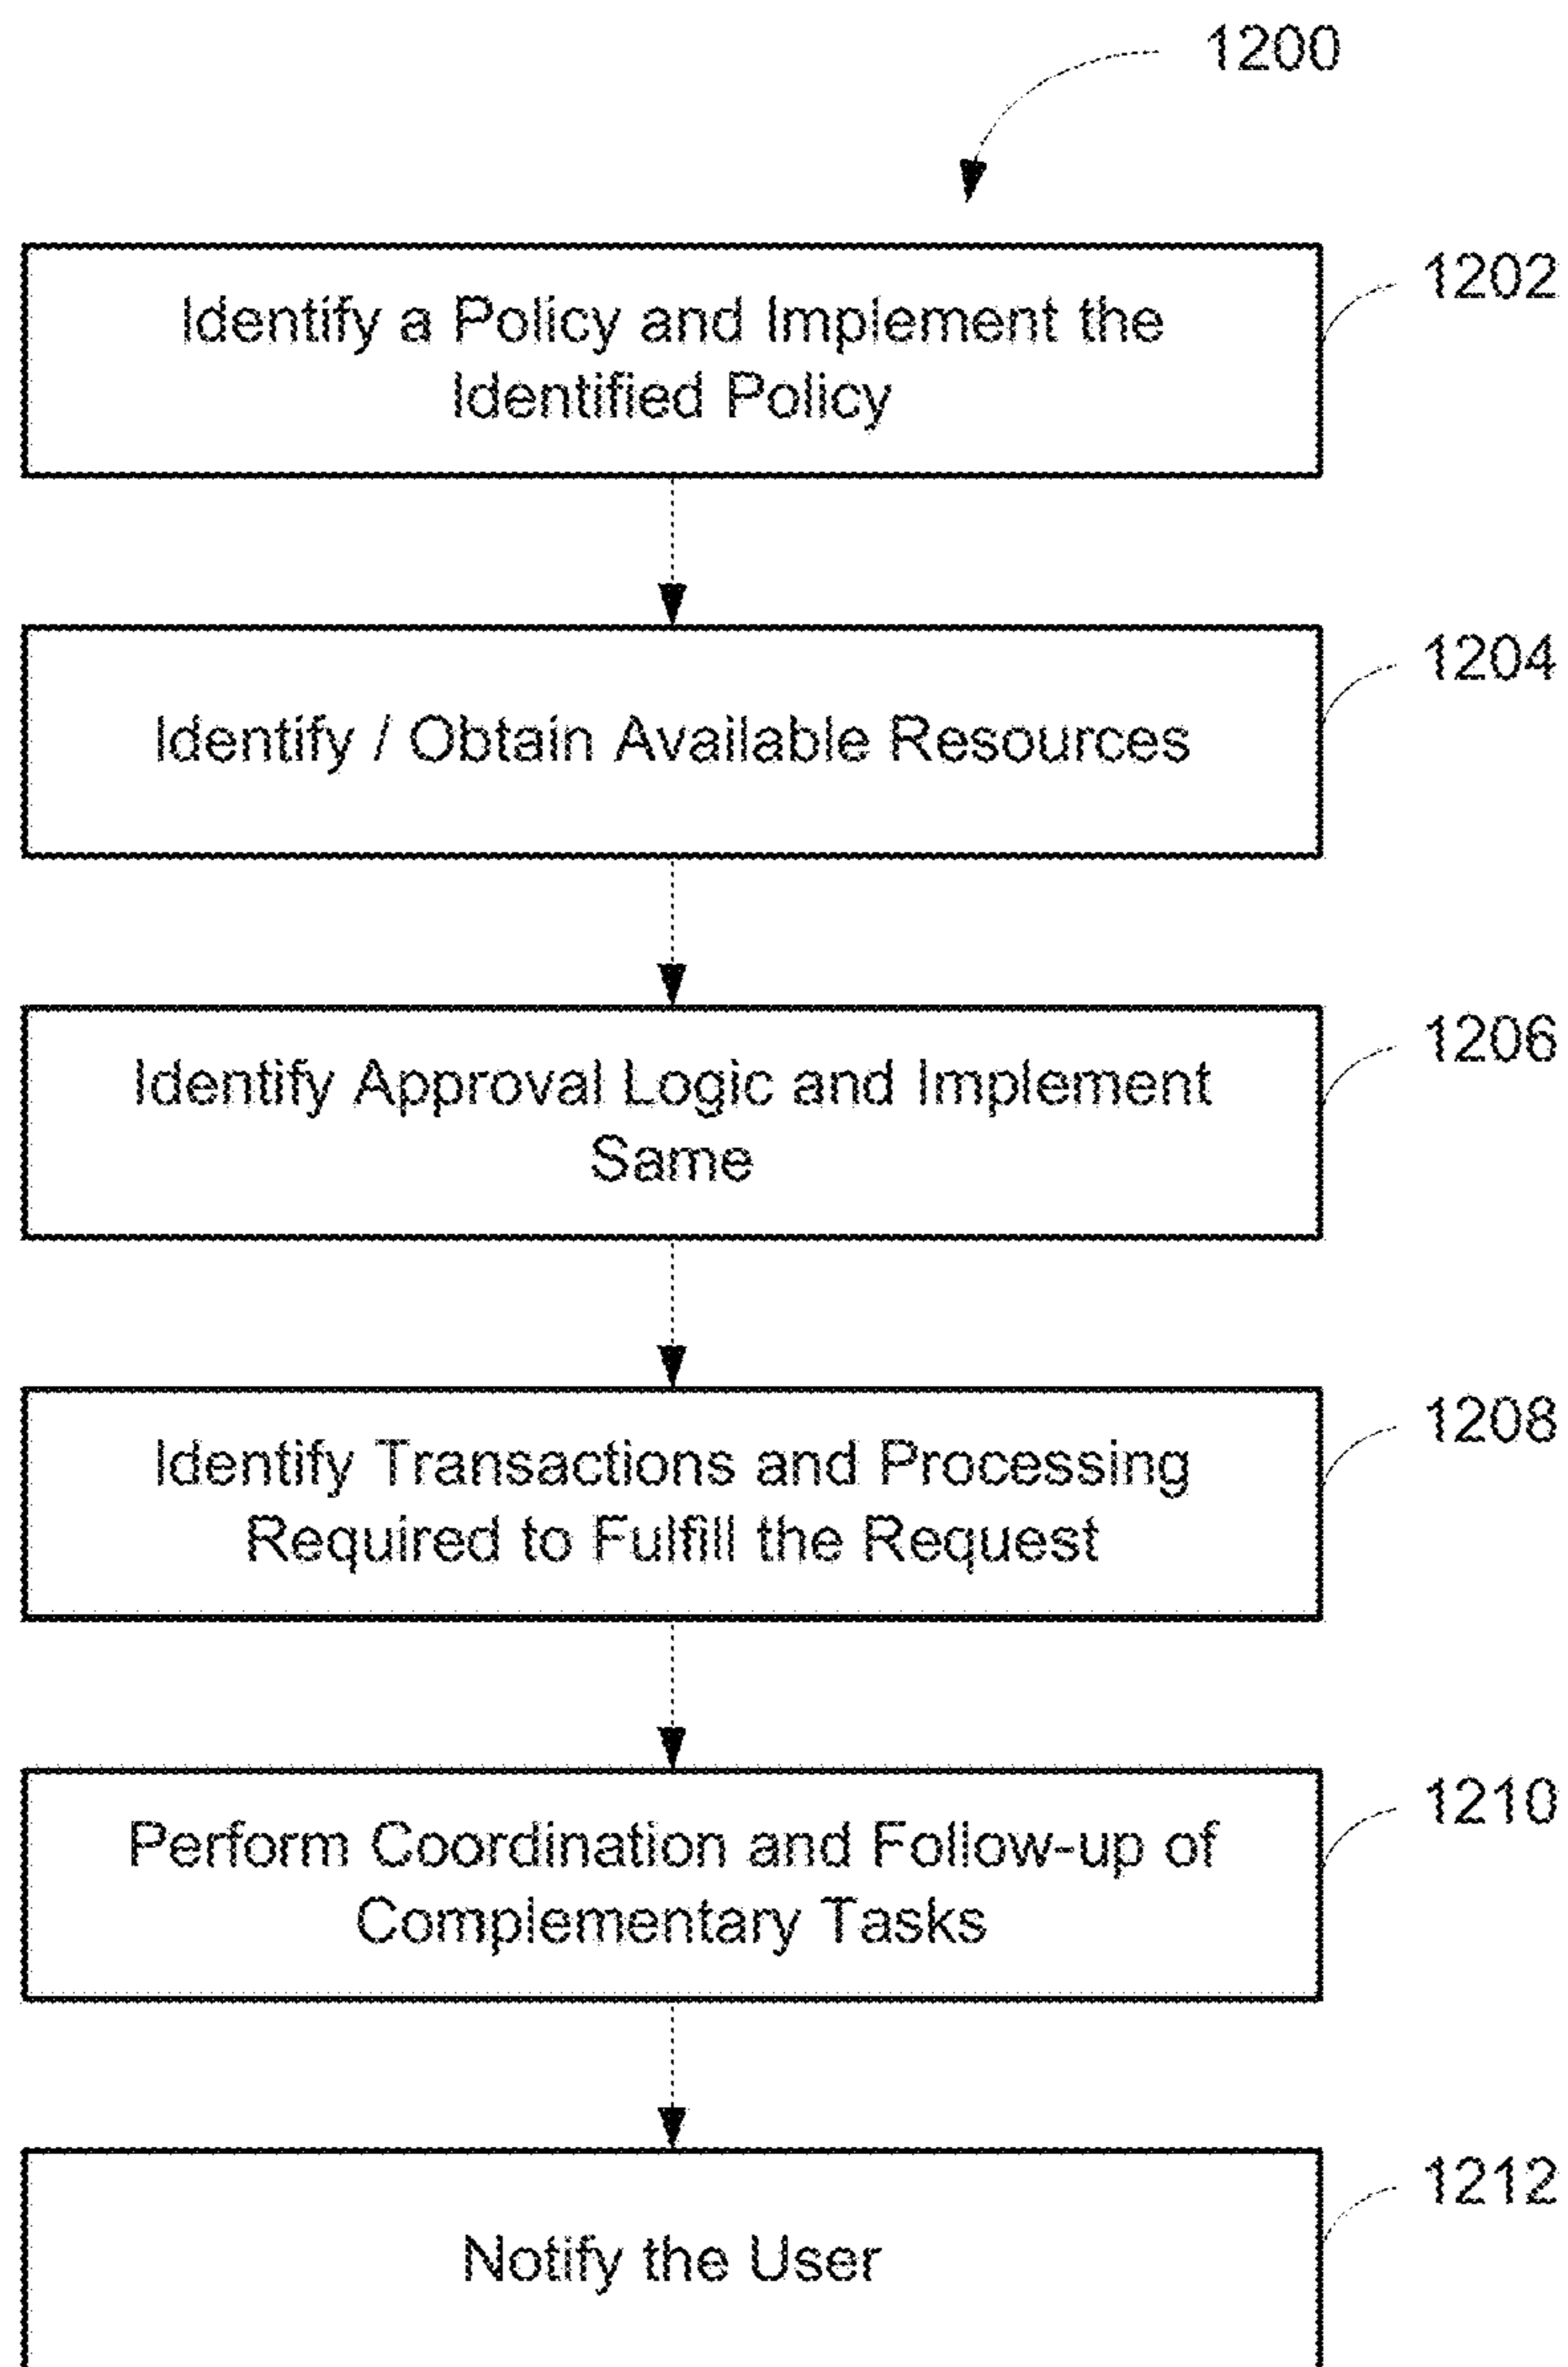 1200
Identify a Policy and Implement the
Identified Policy
1202
Identify / Obtain Available Resources
1204
Identify Approval Logic and Implement
Same
1206
Identify Transactions and Processing
Required to Fulfill the Request
1208
Perform Coordination and Follow-up of
Complementary Tasks
1210
Notify the User
1212